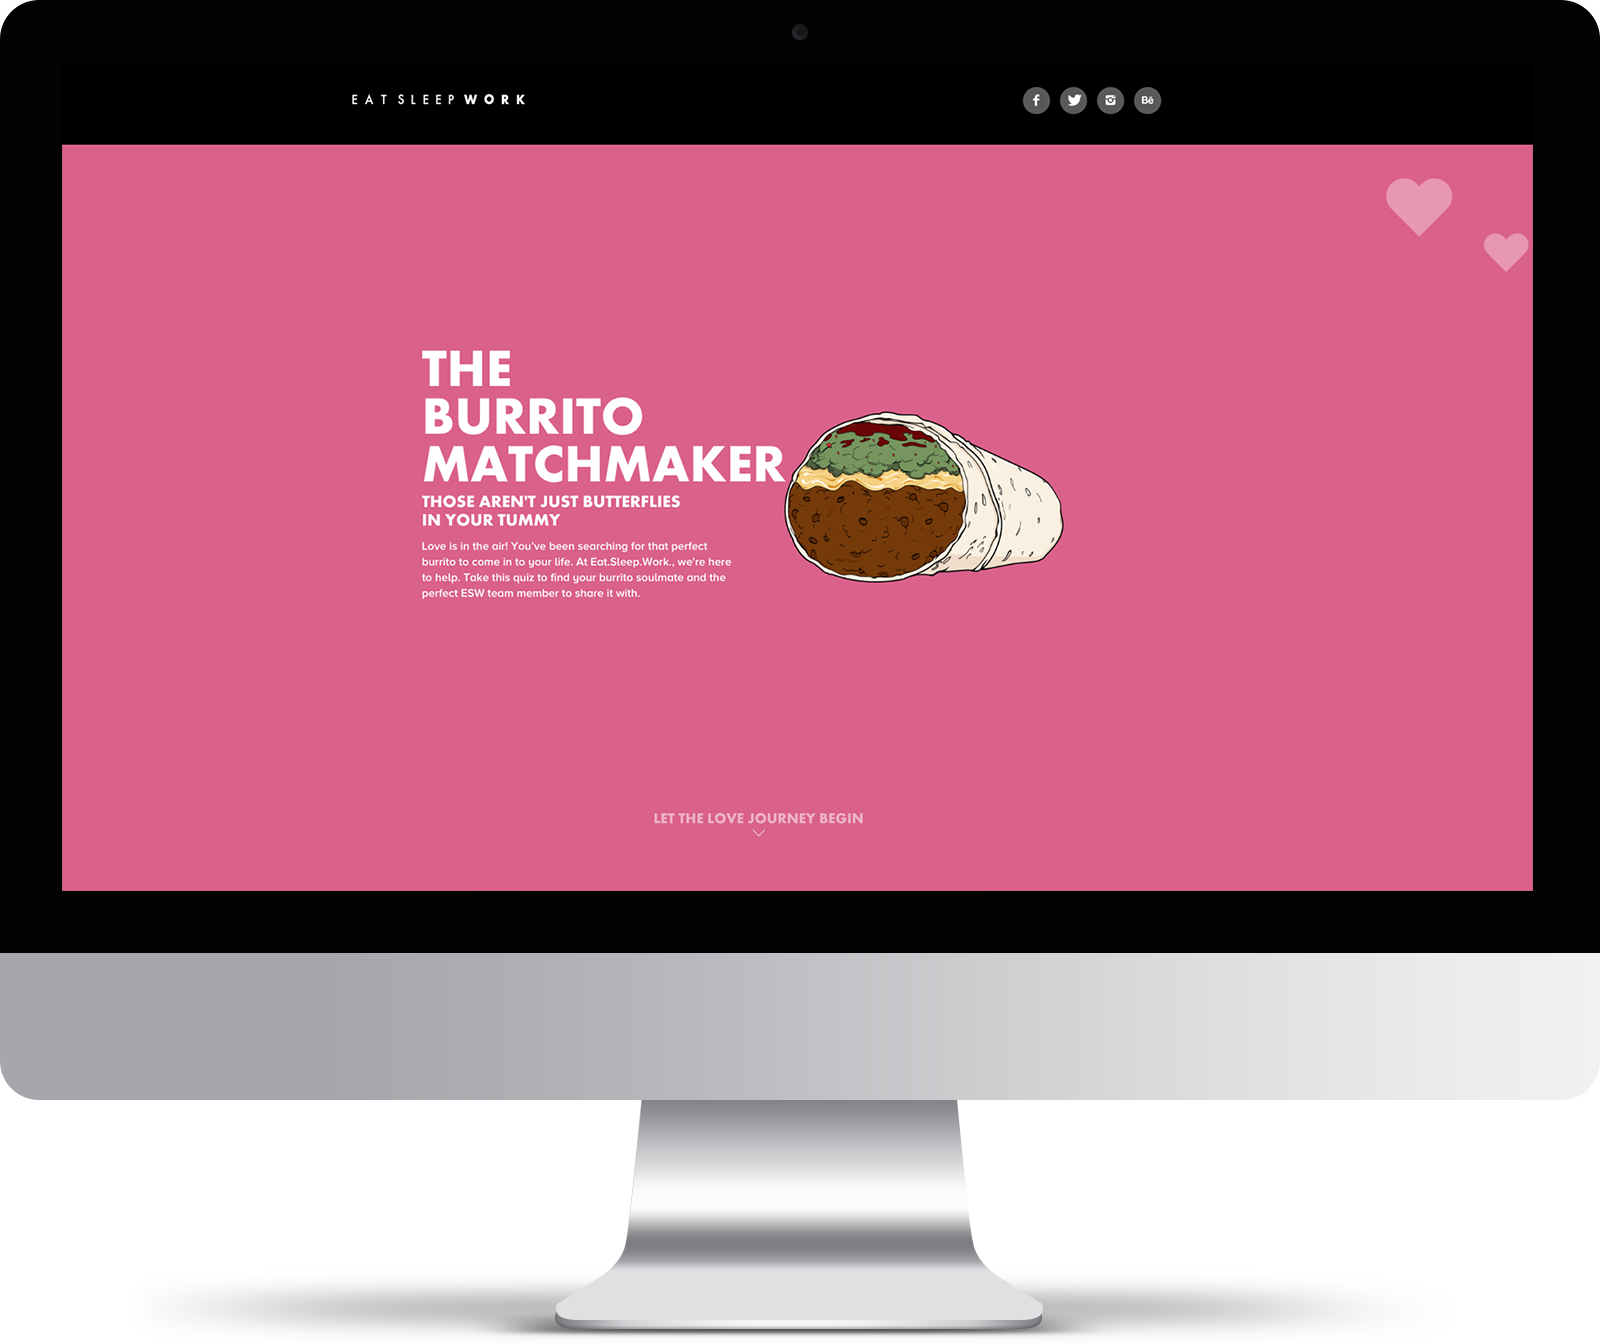 EAT SLEEP WORK
Bē
THE
BURRITO
MATCHMAKER
THOSE AREN'T JUST BUTTERFLIES
IN YOUR TUMMY
Love is in the air! You've been searching for that perfect
burrito to come in to your life. At Eat.Sleep.Work., we're here
to help. Take this quiz to find your burrito soulmate and the
perfect ESW team member to share it with.
LET THE LOVE JOURNEY BEGIN